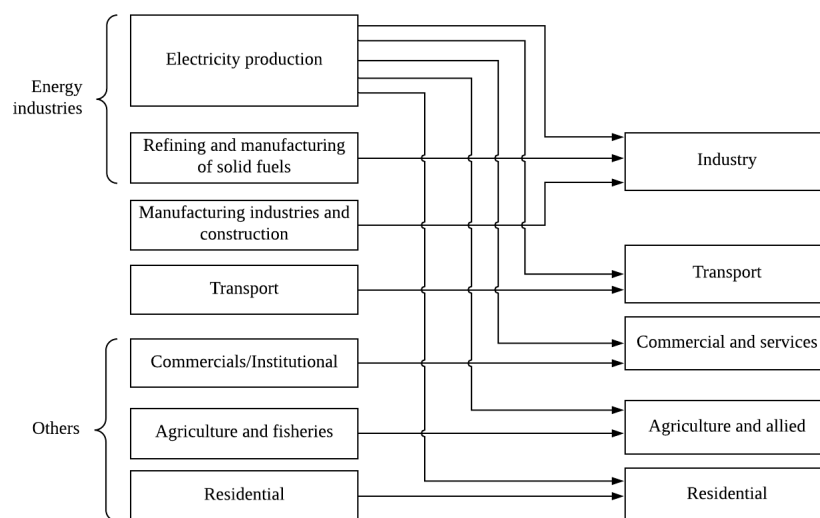 Energy
industries
Electricity production
Refining and manufacturing
of solid fuels
Manufacturing industries and
construction
Transport
Others
Commercials/Institutional
Agriculture and fisheries
Residential
Industry
Transport
Commercial and services
Agriculture and allied
Residential